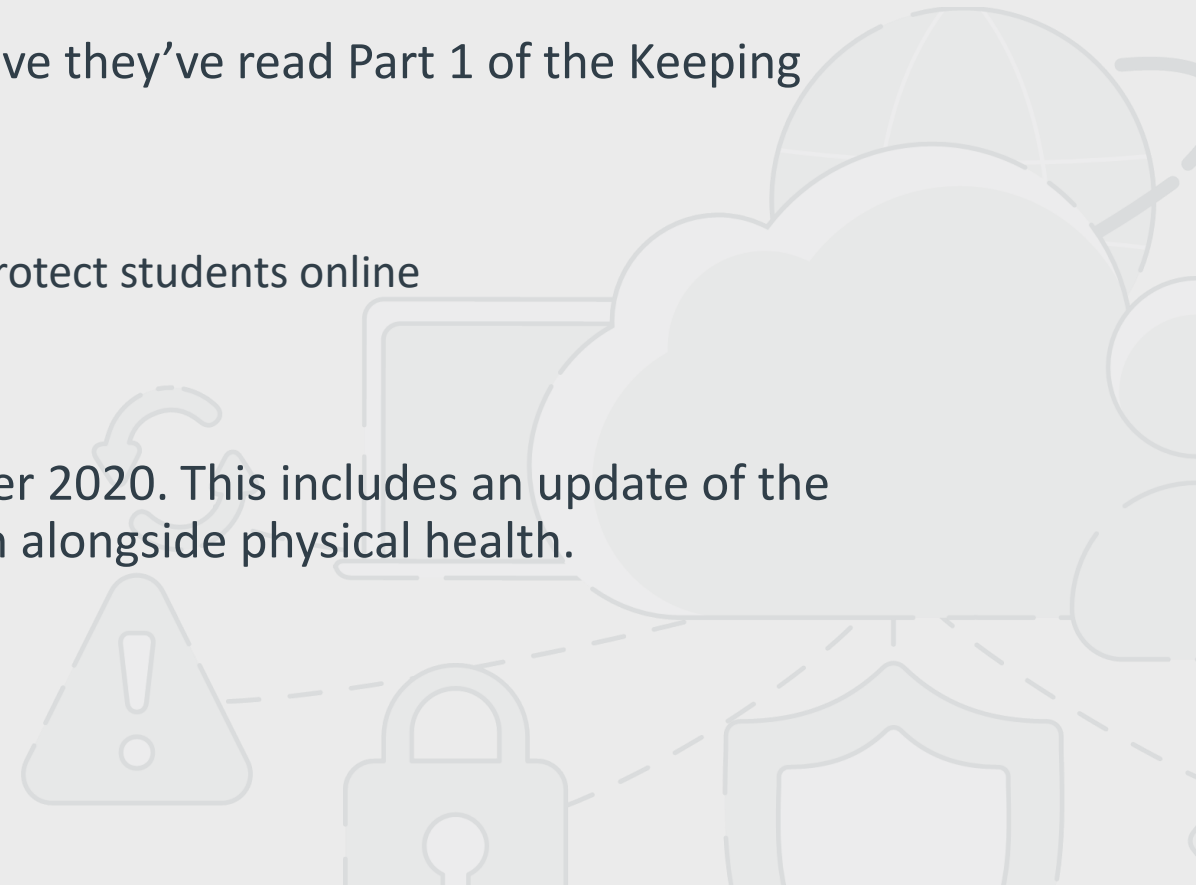 ve they’ve read Part 1 of the Keeping
rotect students online
er 2020. This includes an update of the
alongside physical health.